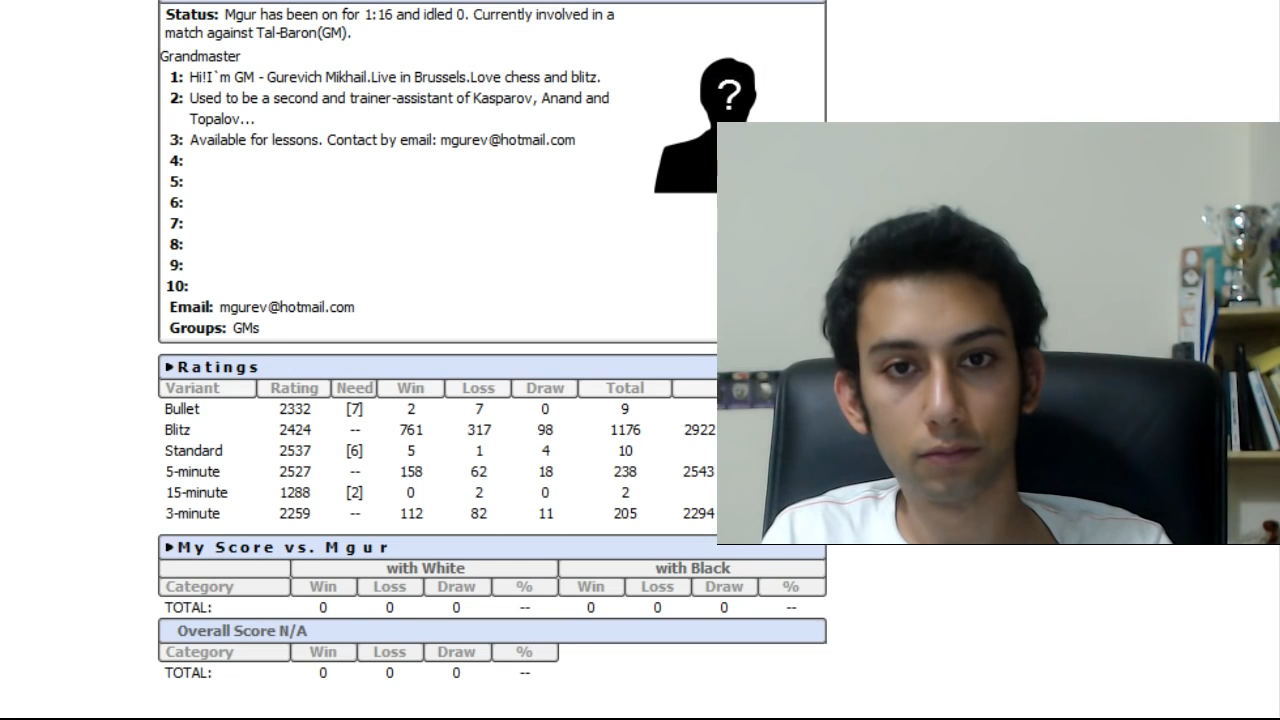 Status: Mgur has been on for 1:16 and idled 0. Currently involved in a
match against Tal-Baron(GM).
Grandmaster
1: Hi!I`m GM - Gurevich Mikhail.Live in Brussels.Love chess and blitz.
2: Used to be a second and trainer-assistant of Kasparov, Anand and
Topalov...
?
3: Available for lessons. Contact by email: mgurev@hotmail.com
4:
5:
6:
7:
8:
9:
10:
Email: mgurev@hotmail.com
Groups: GMs
Ratings
Variant Rating Need Win Loss Draw Total
Bullet 2332 [7] 2 7 0 9
Blitz 2424 -- 761 317 98 1176 2922
Standard 2537 [6] 5 1 4 10
5-minute 2527 -- 158 62 18 238 2543
15-minute 1288 [2] 0 2 0 2
3-minute 2259 -- 112 82 11 205 2294
My Score vs. Mgur
with White with Black
Category Win Loss Draw % Win Loss Draw %
TOTAL: 0 0 0 -- 0 0 0 --
Overall Score N/A
Category Win Loss Draw %
TOTAL: 0 0 0 --